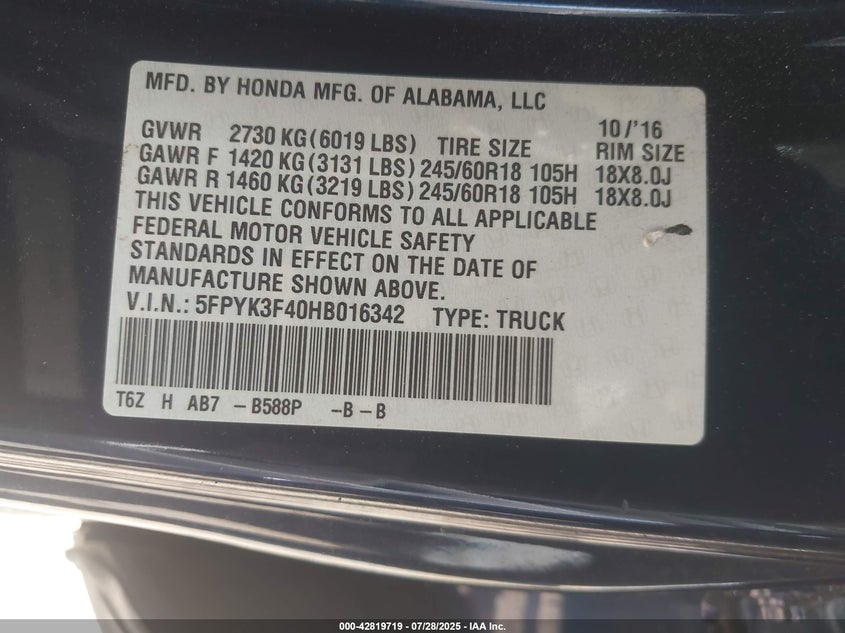 MFD. BY HONDA MFG. OF ALABAMA, LLC
10/'16
GVWR 2730 KG(6019 LBS) TIRE SIZE RIM SIZE
GAWR F 1420 KG(3131 LBS) 245/60R18 105H 18X8.0J
GAWR R 1460 KG(3219 LBS) 245/60R18 105H 18X8.0J
THIS VEHICLE CONFORMS TO ALL APPLICABLE
FEDERAL MOTOR VEHICLE SAFETY
STANDARDS IN EFFECT ON THE DATE OF
MANUFACTURE SHOWN ABOVE.
V.I.N.: 5FPYK3F40HB016342 TYPE: TRUCK
T6Z H AB7 -B588P -B-B
000-42819719 - 07/28/2025 - IAA Inc.